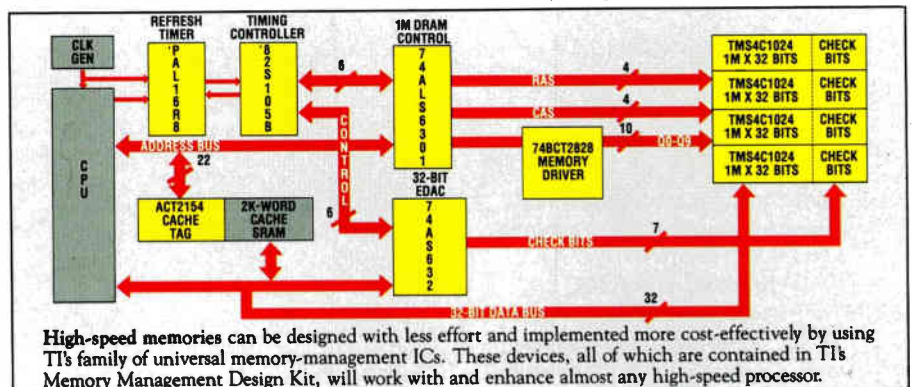 REFRESH
TIMER
TIMING
CONTROLLER
1M DRAM
CONTROL
CLK
GEN
'PAL16R8
'82S105B
74ALS6301
6
RAS
4
CAS
4
10
Q0-Q9
74BCT2828
MEMORY
DRIVER
TMS4C1024
1M X 32 BITS
CHECK
BITS
TMS4C1024
1M X 32 BITS
CHECK
BITS
TMS4C1024
1M X 32 BITS
CHECK
BITS
TMS4C1024
1M X 32 BITS
CHECK
BITS
CPU
ADDRESS BUS
22
CONTROL
6
ACT2154
CACHE
TAG
2K-WORD
CACHE
SRAM
32-BIT
EDAC
74AS632
CHECK BITS
7
32-BIT DATA BUS
32
High-speed memories can be designed with less effort and implemented more cost-effectively by using
TI's family of universal memory-management ICs. These devices, all of which are contained in TI's
Memory Management Design Kit, will work with and enhance almost any high-speed processor.